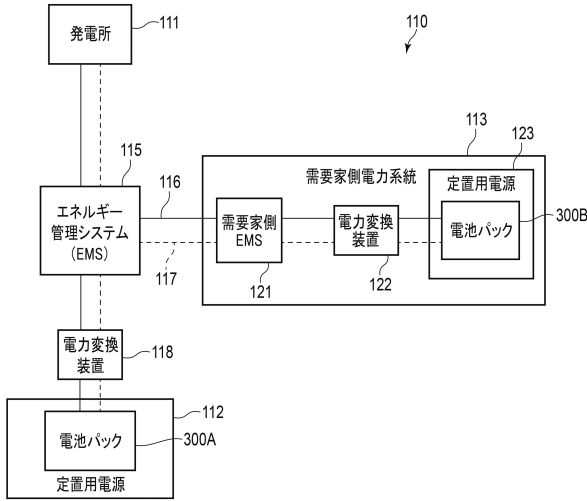 発電所
111
110
115
エネルギー
管理システム
(EMS)
116
117
113
需要家側電力系統
123
定置用電源
需要家側
EMS
121
電力変換
装置
122
電池パック
300B
電力変換
装置
118
112
電池パック
300A
定置用電源